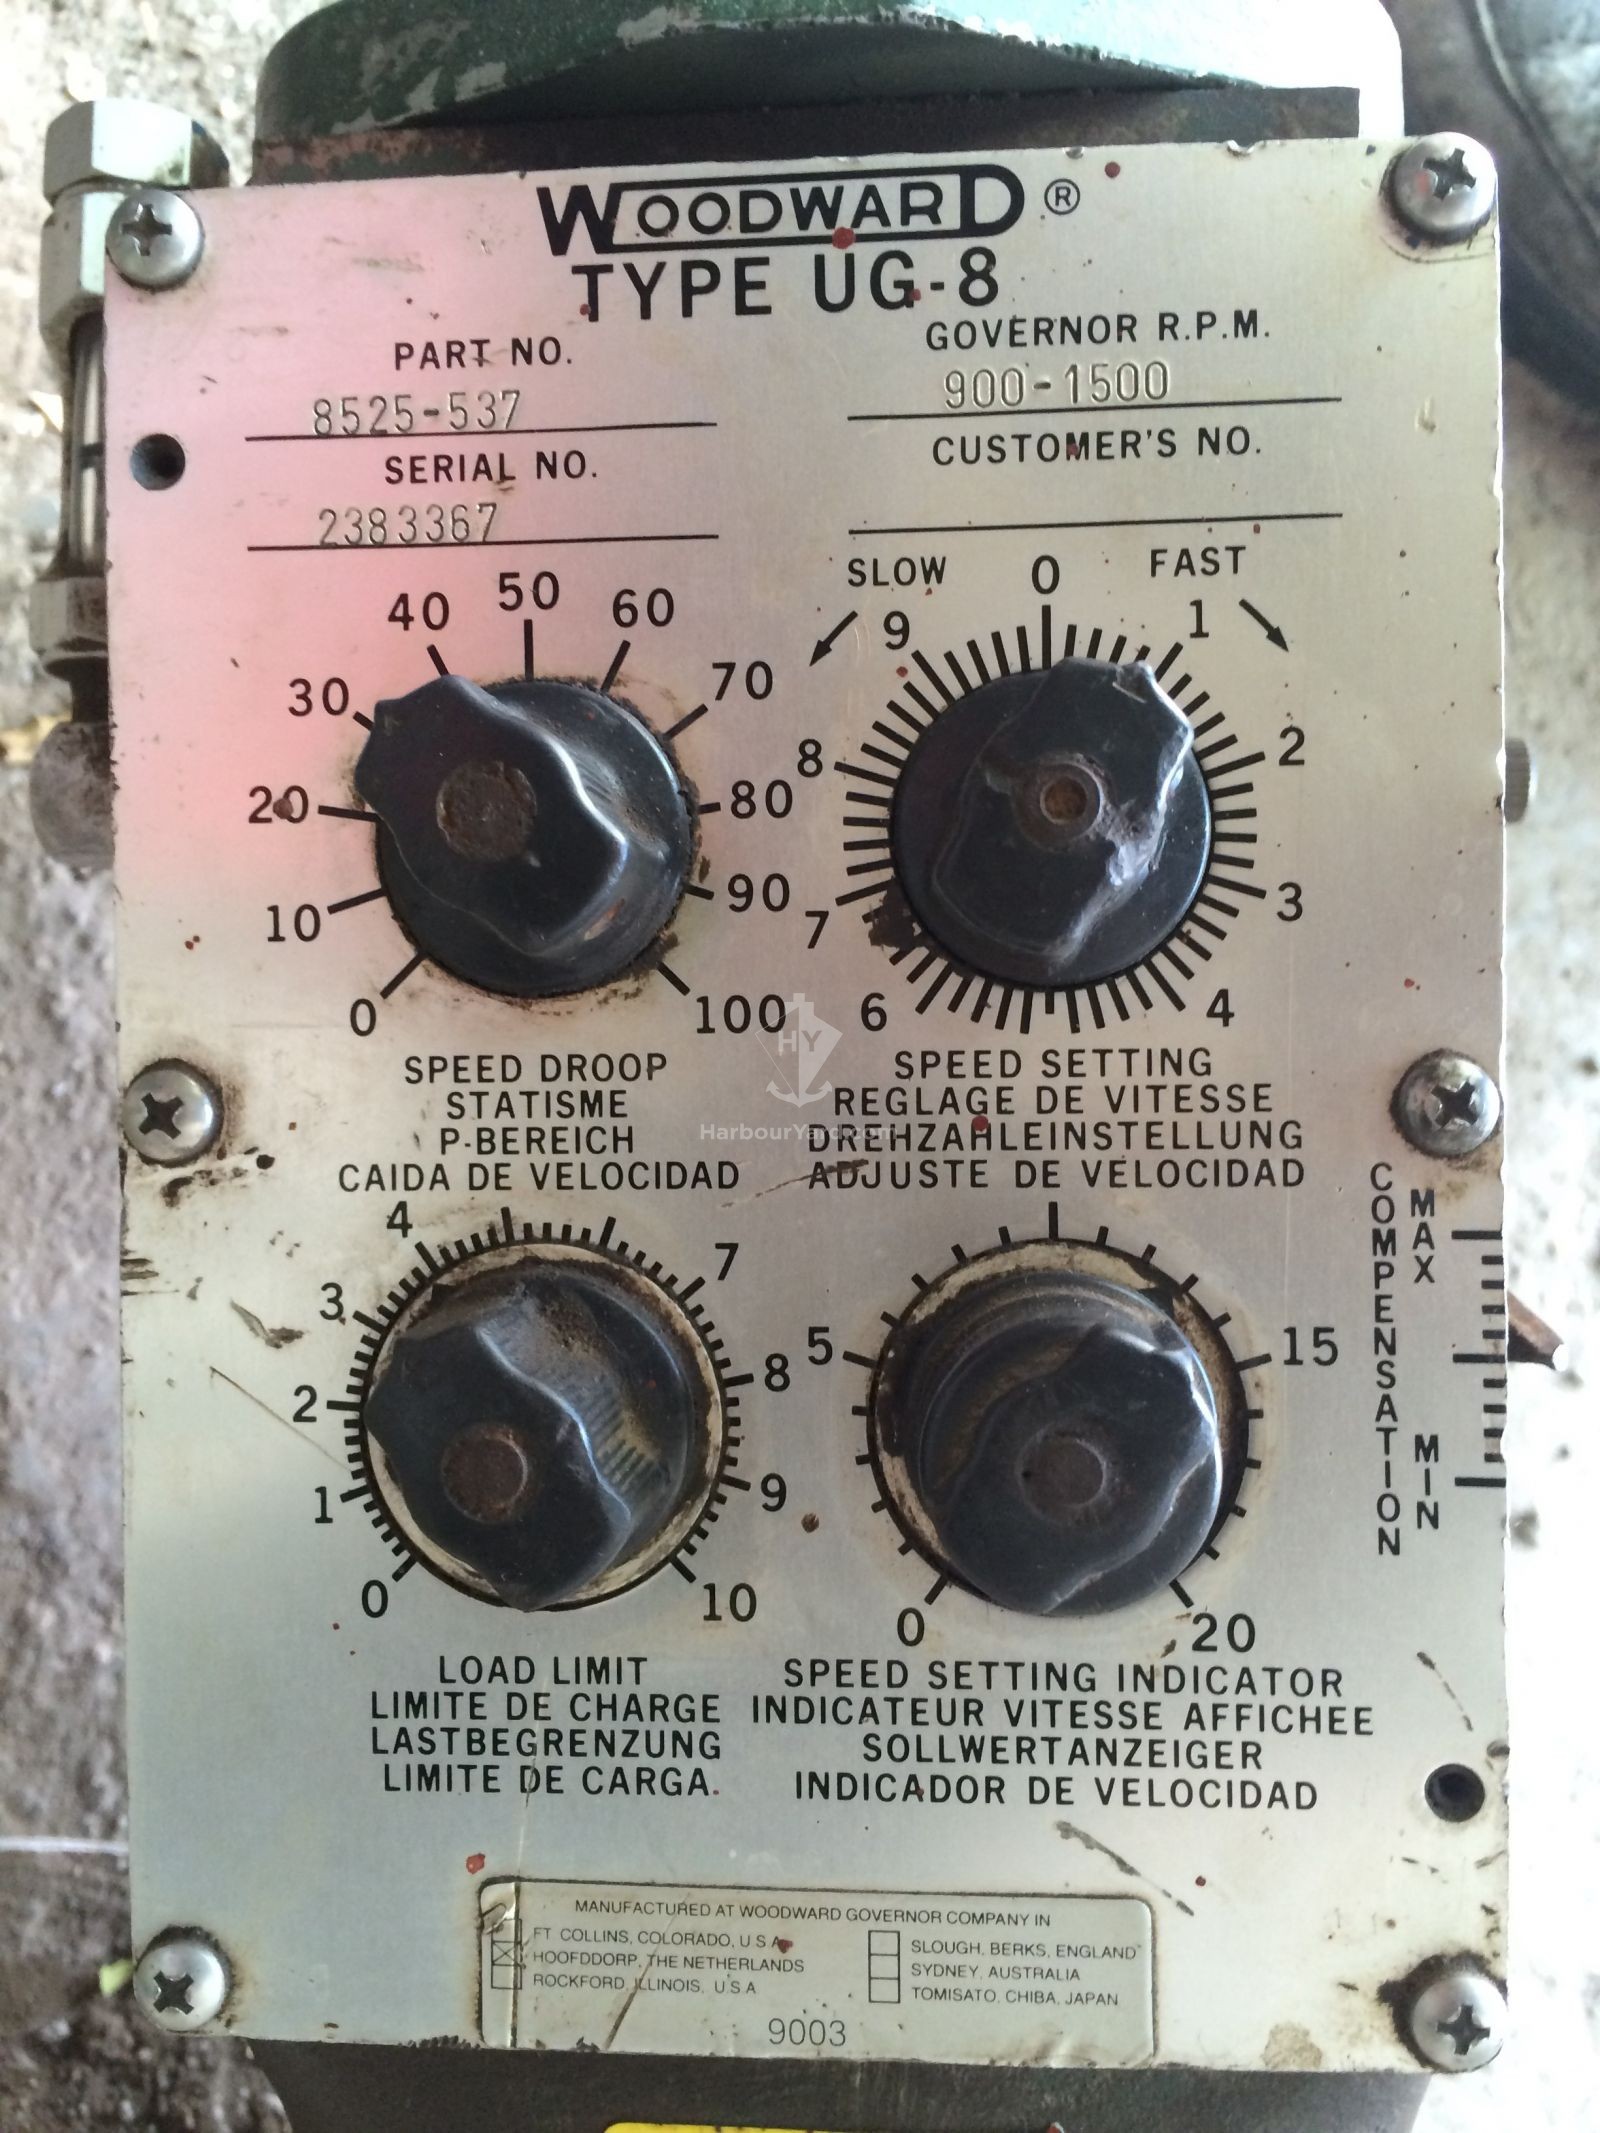 WOODWARD ®
TYPE UG-8
PART NO.
8525-537
SERIAL NO.
2383367
GOVERNOR R.P.M.
900-1500
CUSTOMER'S NO.
0
10
20
30
40
50
60
70
80
90
100
SPEED DROOP
STATISME
P-BEREICH
CAIDA DE VELOCIDAD
SLOW
FAST
0
1
2
3
4
6
7
8
9
SPEED SETTING
REGLAGE DE VITESSE
DREHZAHLEINSTELLUNG
ADJUSTE DE VELOCIDAD
HY
HarbourYard.com
0
1
2
3
4
7
8
9
10
LOAD LIMIT
LIMITE DE CHARGE
LASTBEGRENZUNG
LIMITE DE CARGA.
0
5
15
20
SPEED SETTING INDICATOR
INDICATEUR VITESSE AFFICHEE
SOLLWERTANZEIGER
INDICADOR DE VELOCIDAD
COMPENSATION
MAX
MIN
MANUFACTURED AT WOODWARD GOVERNOR COMPANY IN
FT. COLLINS, COLORADO, U.S.A.
HOOFDDORP, THE NETHERLANDS
ROCKFORD, ILLINOIS, U.S.A
SLOUGH, BERKS, ENGLAND
SYDNEY, AUSTRALIA
TOMISATO, CHIBA, JAPAN
9003